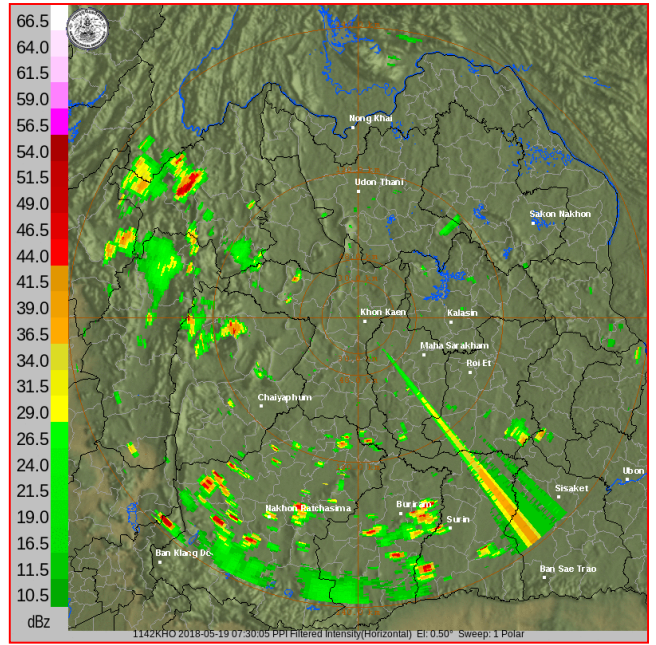 66.5
64.0
61.5
59.0
56.5
54.0
51.5
49.0
46.5
44.0
41.5
39.0
36.5
34.0
31.5
29.0
26.5
24.0
21.5
19.0
16.5
11.5
10.5
dBz
Nong Khai
Udon Thani
Sakon Nakhon
Khon Kaen
Kalasin
Maha Sarakham
Roi Et
Chaiyaphum
Ubon
Sisaket
Nakhon Ratchasima
Buriram
Surin
Ban Klang Do
Ban Sae Trao
1142KHO 2018-05-19 07:30:05 PPI Filtered Intensity(Horizontal) El: 0.50° Sweep: 1 Polar